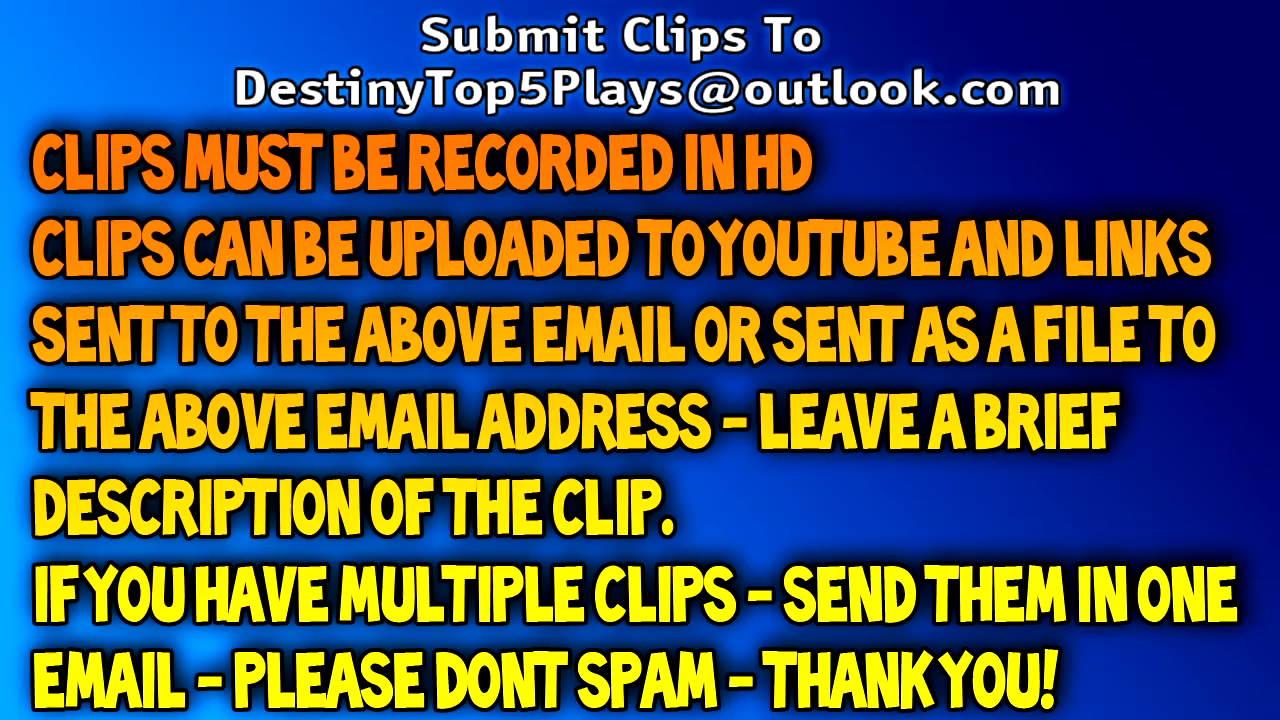 Submit Clips To
DestinyTop5Plays@outlook.com
CLIPS MUST BE RECORDED IN HD
CLIPS CAN BE UPLOADED TO YOUTUBE AND LINKS
SENT TO THE ABOVE EMAIL OR SENT AS A FILE TO
THE ABOVE EMAIL ADDRESS - LEAVE A BRIEF
DESCRIPTION OF THE CLIP.
IF YOU HAVE MULTIPLE CLIPS - SEND THEM IN ONE
EMAIL - PLEASE DONT SPAM - THANK YOU!